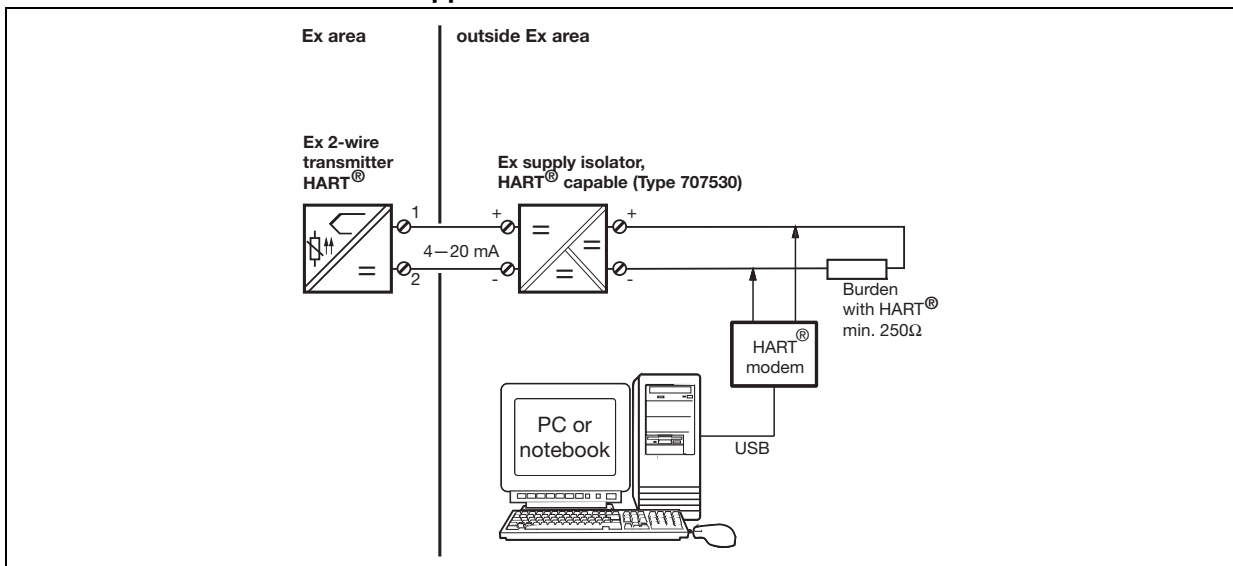 Ex area
outside Ex area
Ex 2-wire
transmitter
HART®
Ex supply isolator,
HART® capable (Type 707530)
1
+
+
4—20 mA
2
-
-
Burden
with HART®
min. 250Ω
HART®
modem
PC or
notebook
USB